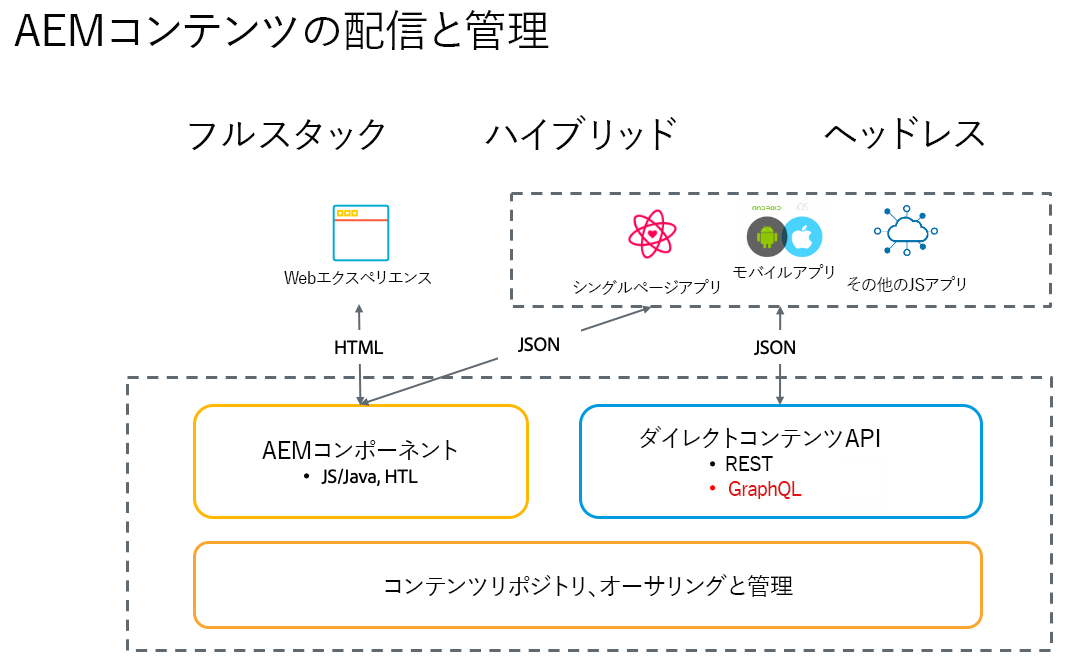 AEMコンテンツの配信と管理
フルスタック
ハイブリッド
ヘッドレス
ANDROID
iOS
Webエクスペリエンス
シングルページアプリ
モバイルアプリ
その他のJSアプリ
HTML
JSON
JSON
AEMコンポーネント
• JS/Java, HTL
ダイレクトコンテンツAPI
• REST
• GraphQL
コンテンツリポジトリ、オーサリングと管理